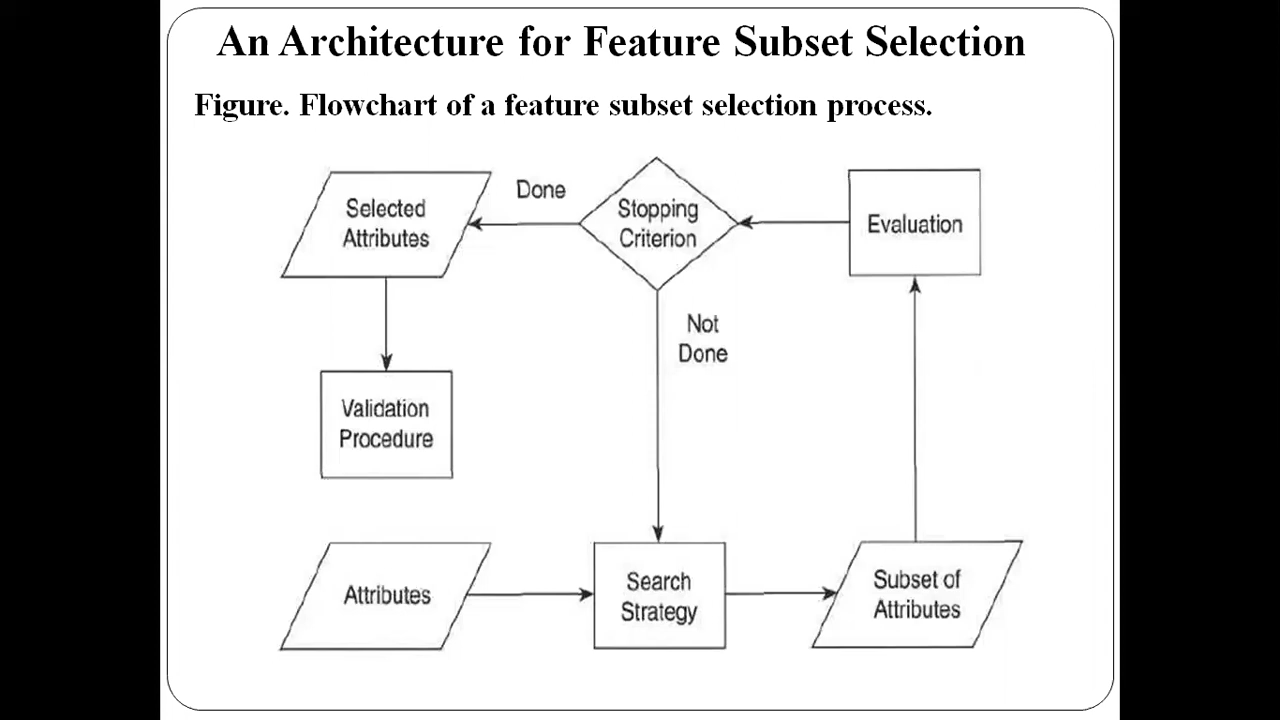 An Architecture for Feature Subset Selection
Figure. Flowchart of a feature subset selection process.
Selected
Attributes
Done
Stopping
Criterion
Evaluation
Not
Done
Validation
Procedure
Attributes
Search
Strategy
Subset of
Attributes